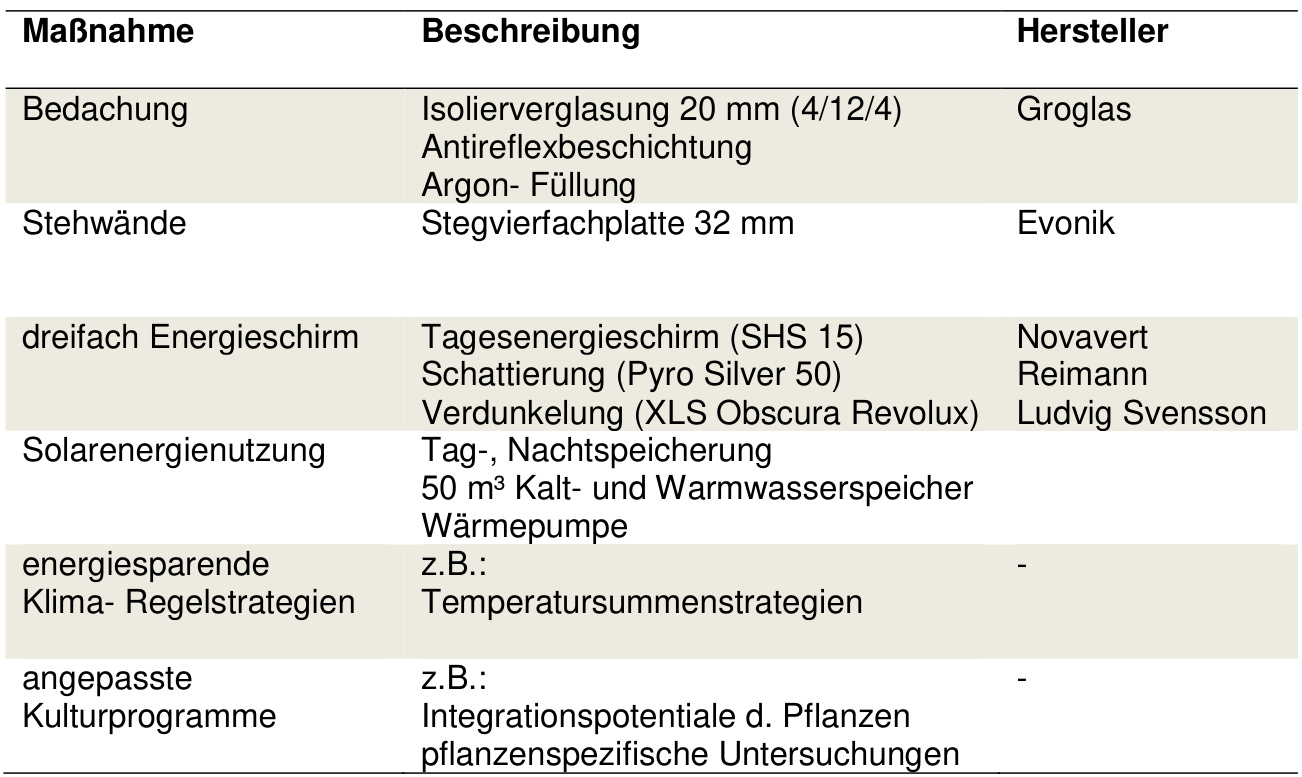 Maßnahme Beschreibung Hersteller
Bedachung Isolierverglasung 20 mm (4/12/4) Groglas
Antireflexbeschichtung
Argon- Füllung
Stehwände Stegvierfachplatte 32 mm Evonik
dreifach Energieschirm Tagesenergieschirm (SHS 15) Novavert
Schattierung (Pyro Silver 50) Reimann
Verdunkelung (XLS Obscura Revolux) Ludvig Svensson
Solarenergienutzung Tag-, Nachtspeicherung
50 m³ Kalt- und Warmwasserspeicher
Wärmepumpe
energiesparende z.B.: -
Klima- Regelstrategien Temperatursummenstrategien
angepasste z.B.: -
Kulturprogramme Integrationspotentiale d. Pflanzen
pflanzenspezifische Untersuchungen